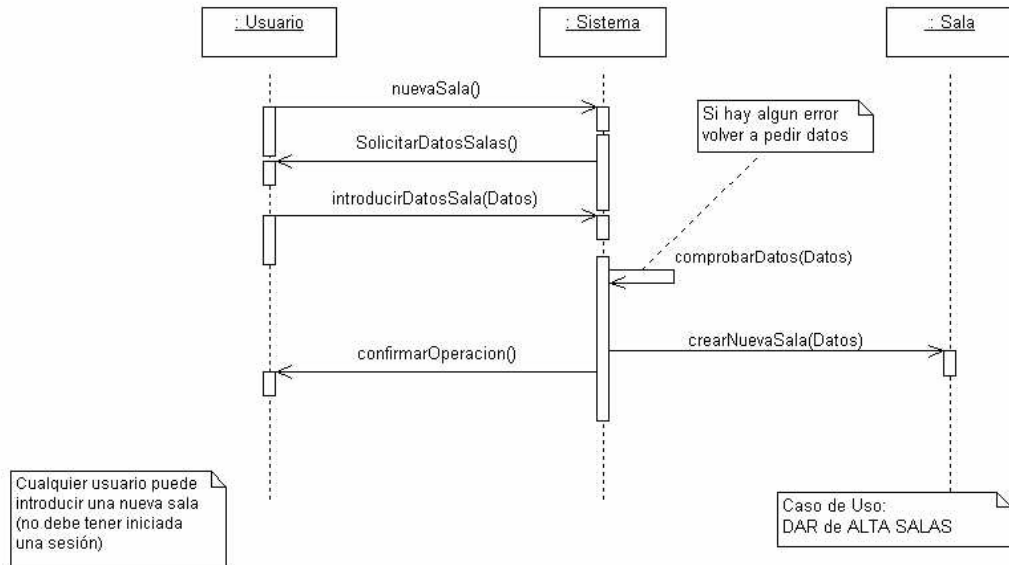 : Usuario
: Sistema
: Sala
nuevaSala()
Si hay algun error
volver a pedir datos
SolicitarDatosSalas()
introducirDatosSala(Datos)
comprobarDatos(Datos)
crearNuevaSala(Datos)
confirmarOperacion()
Cualquier usuario puede
introducir una nueva sala
(no debe tener iniciada
una sesión)
Caso de Uso:
DAR de ALTA SALAS